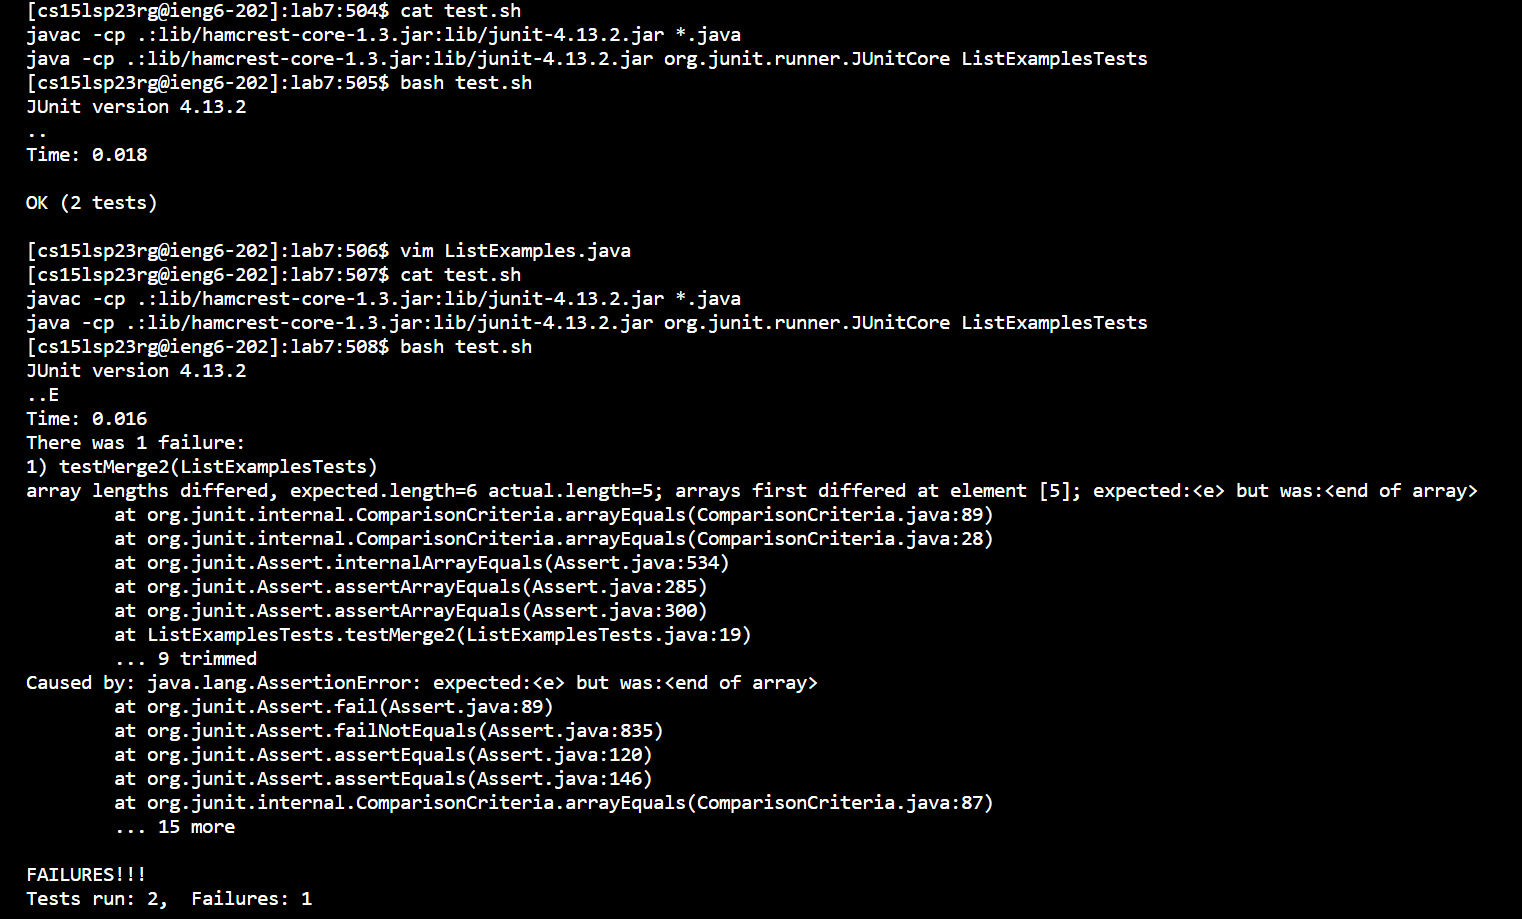 [cs15lsp23rg@ieng6-202]:lab7:504$ cat test.sh
javac -cp .:lib/hamcrest-core-1.3.jar:lib/junit-4.13.2.jar *.java
java -cp .:lib/hamcrest-core-1.3.jar:lib/junit-4.13.2.jar org.junit.runner.JUnitCore ListExamplesTests
[cs15lsp23rg@ieng6-202]:lab7:505$ bash test.sh
JUnit version 4.13.2
..
Time: 0.018
OK (2 tests)
[cs15lsp23rg@ieng6-202]:lab7:506$ vim ListExamples.java
[cs15lsp23rg@ieng6-202]:lab7:507$ cat test.sh
javac -cp .:lib/hamcrest-core-1.3.jar:lib/junit-4.13.2.jar *.java
java -cp .:lib/hamcrest-core-1.3.jar:lib/junit-4.13.2.jar org.junit.runner.JUnitCore ListExamplesTests
[cs15lsp23rg@ieng6-202]:lab7:508$ bash test.sh
JUnit version 4.13.2
..E
Time: 0.016
There was 1 failure:
1) testMerge2(ListExamplesTests)
array lengths differed, expected.length=6 actual.length=5; arrays first differed at element [5]; expected:<e> but was:<end of array>
at org.junit.internal.ComparisonCriteria.arrayEquals(ComparisonCriteria.java:89)
at org.junit.internal.ComparisonCriteria.arrayEquals(ComparisonCriteria.java:28)
at org.junit.Assert.internalArrayEquals(Assert.java:534)
at org.junit.Assert.assertArrayEquals(Assert.java:285)
at org.junit.Assert.assertArrayEquals(Assert.java:300)
at ListExamplesTests.testMerge2(ListExamplesTests.java:19)
... 9 trimmed
Caused by: java.lang.AssertionError: expected:<e> but was:<end of array>
at org.junit.Assert.fail(Assert.java:89)
at org.junit.Assert.failNotEquals(Assert.java:835)
at org.junit.Assert.assertEquals(Assert.java:120)
at org.junit.Assert.assertEquals(Assert.java:146)
at org.junit.internal.ComparisonCriteria.arrayEquals(ComparisonCriteria.java:87)
... 15 more
FAILURES!!!
Tests run: 2,  Failures: 1